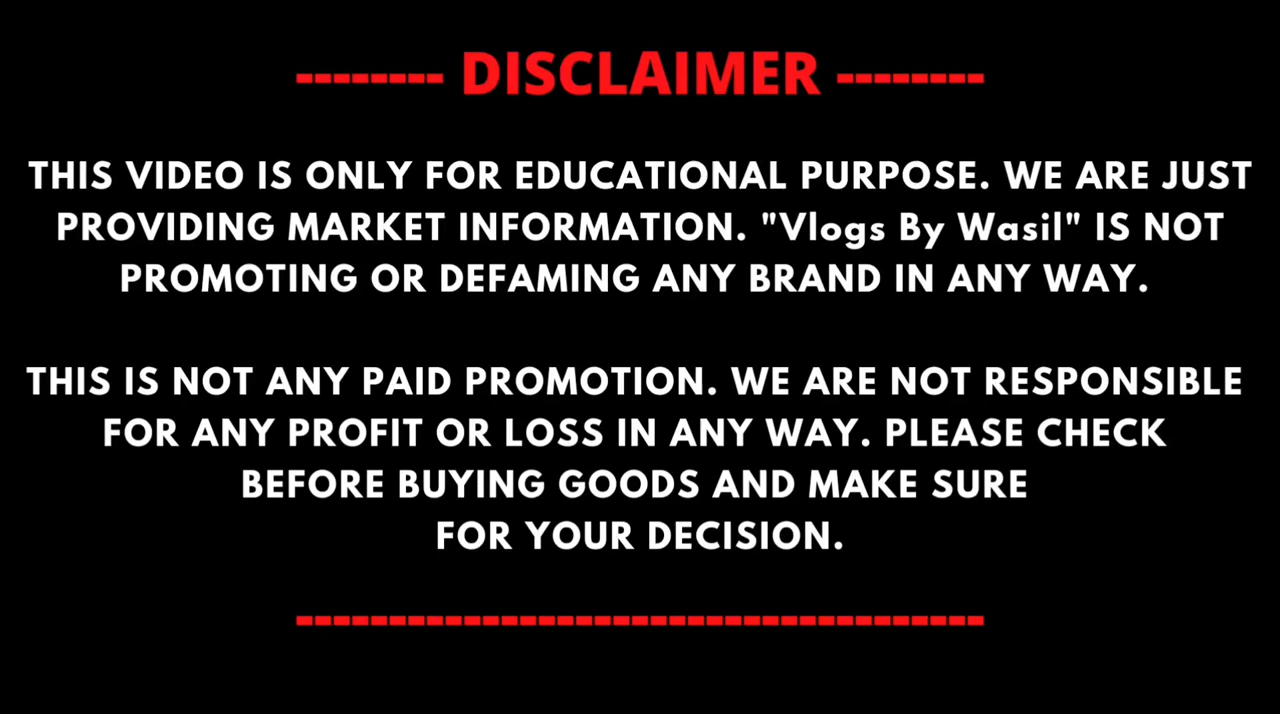 -------- DISCLAIMER --------
THIS VIDEO IS ONLY FOR EDUCATIONAL PURPOSE. WE ARE JUST
PROVIDING MARKET INFORMATION. "Vlogs By Wasil" IS NOT
PROMOTING OR DEFAMING ANY BRAND IN ANY WAY.
THIS IS NOT ANY PAID PROMOTION. WE ARE NOT RESPONSIBLE
FOR ANY PROFIT OR LOSS IN ANY WAY. PLEASE CHECK
BEFORE BUYING GOODS AND MAKE SURE
FOR YOUR DECISION.
-------------------------------------